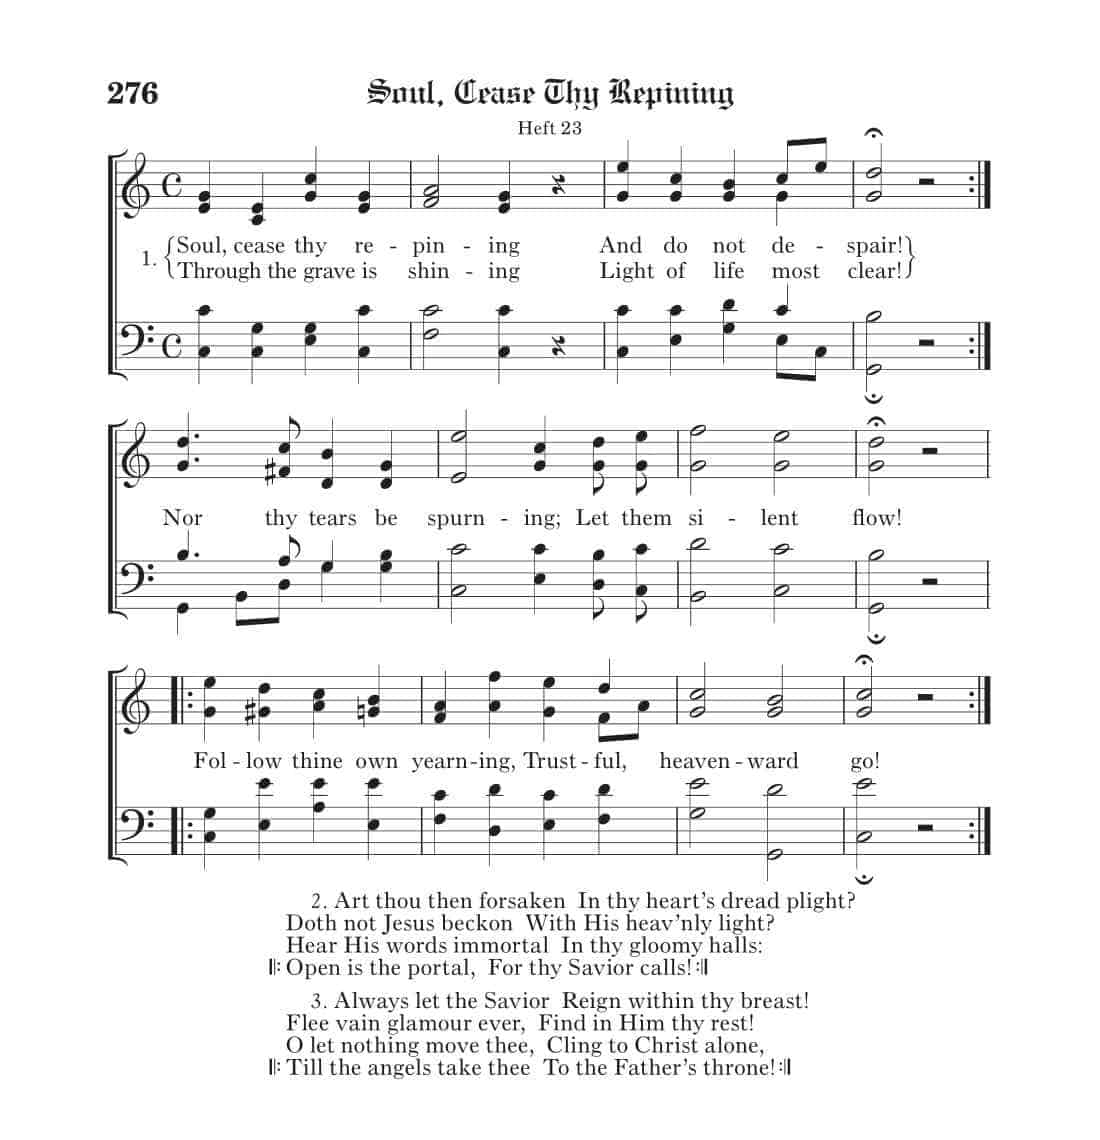 276 Soul, Cease Thy Repining
Heft 23
1. {Soul, cease thy re - pin - ing And do not de - spair!}
{Through the grave is shin - ing Light of life most clear!}
Nor thy tears be spurn - ing; Let them si - lent flow!
Fol - low thine own yearn - ing, Trust - ful, heaven - ward go!
2. Art thou then forsaken In thy heart's dread plight?
Doth not Jesus beckon With His heav'nly light?
Hear His words immortal In thy gloomy halls:
𝄆 Open is the portal, For thy Savior calls! 𝄇
3. Always let the Savior Reign within thy breast!
Flee vain glamour ever, Find in Him thy rest!
O let nothing move thee, Cling to Christ alone,
𝄆 Till the angels take thee To the Father's throne! 𝄇